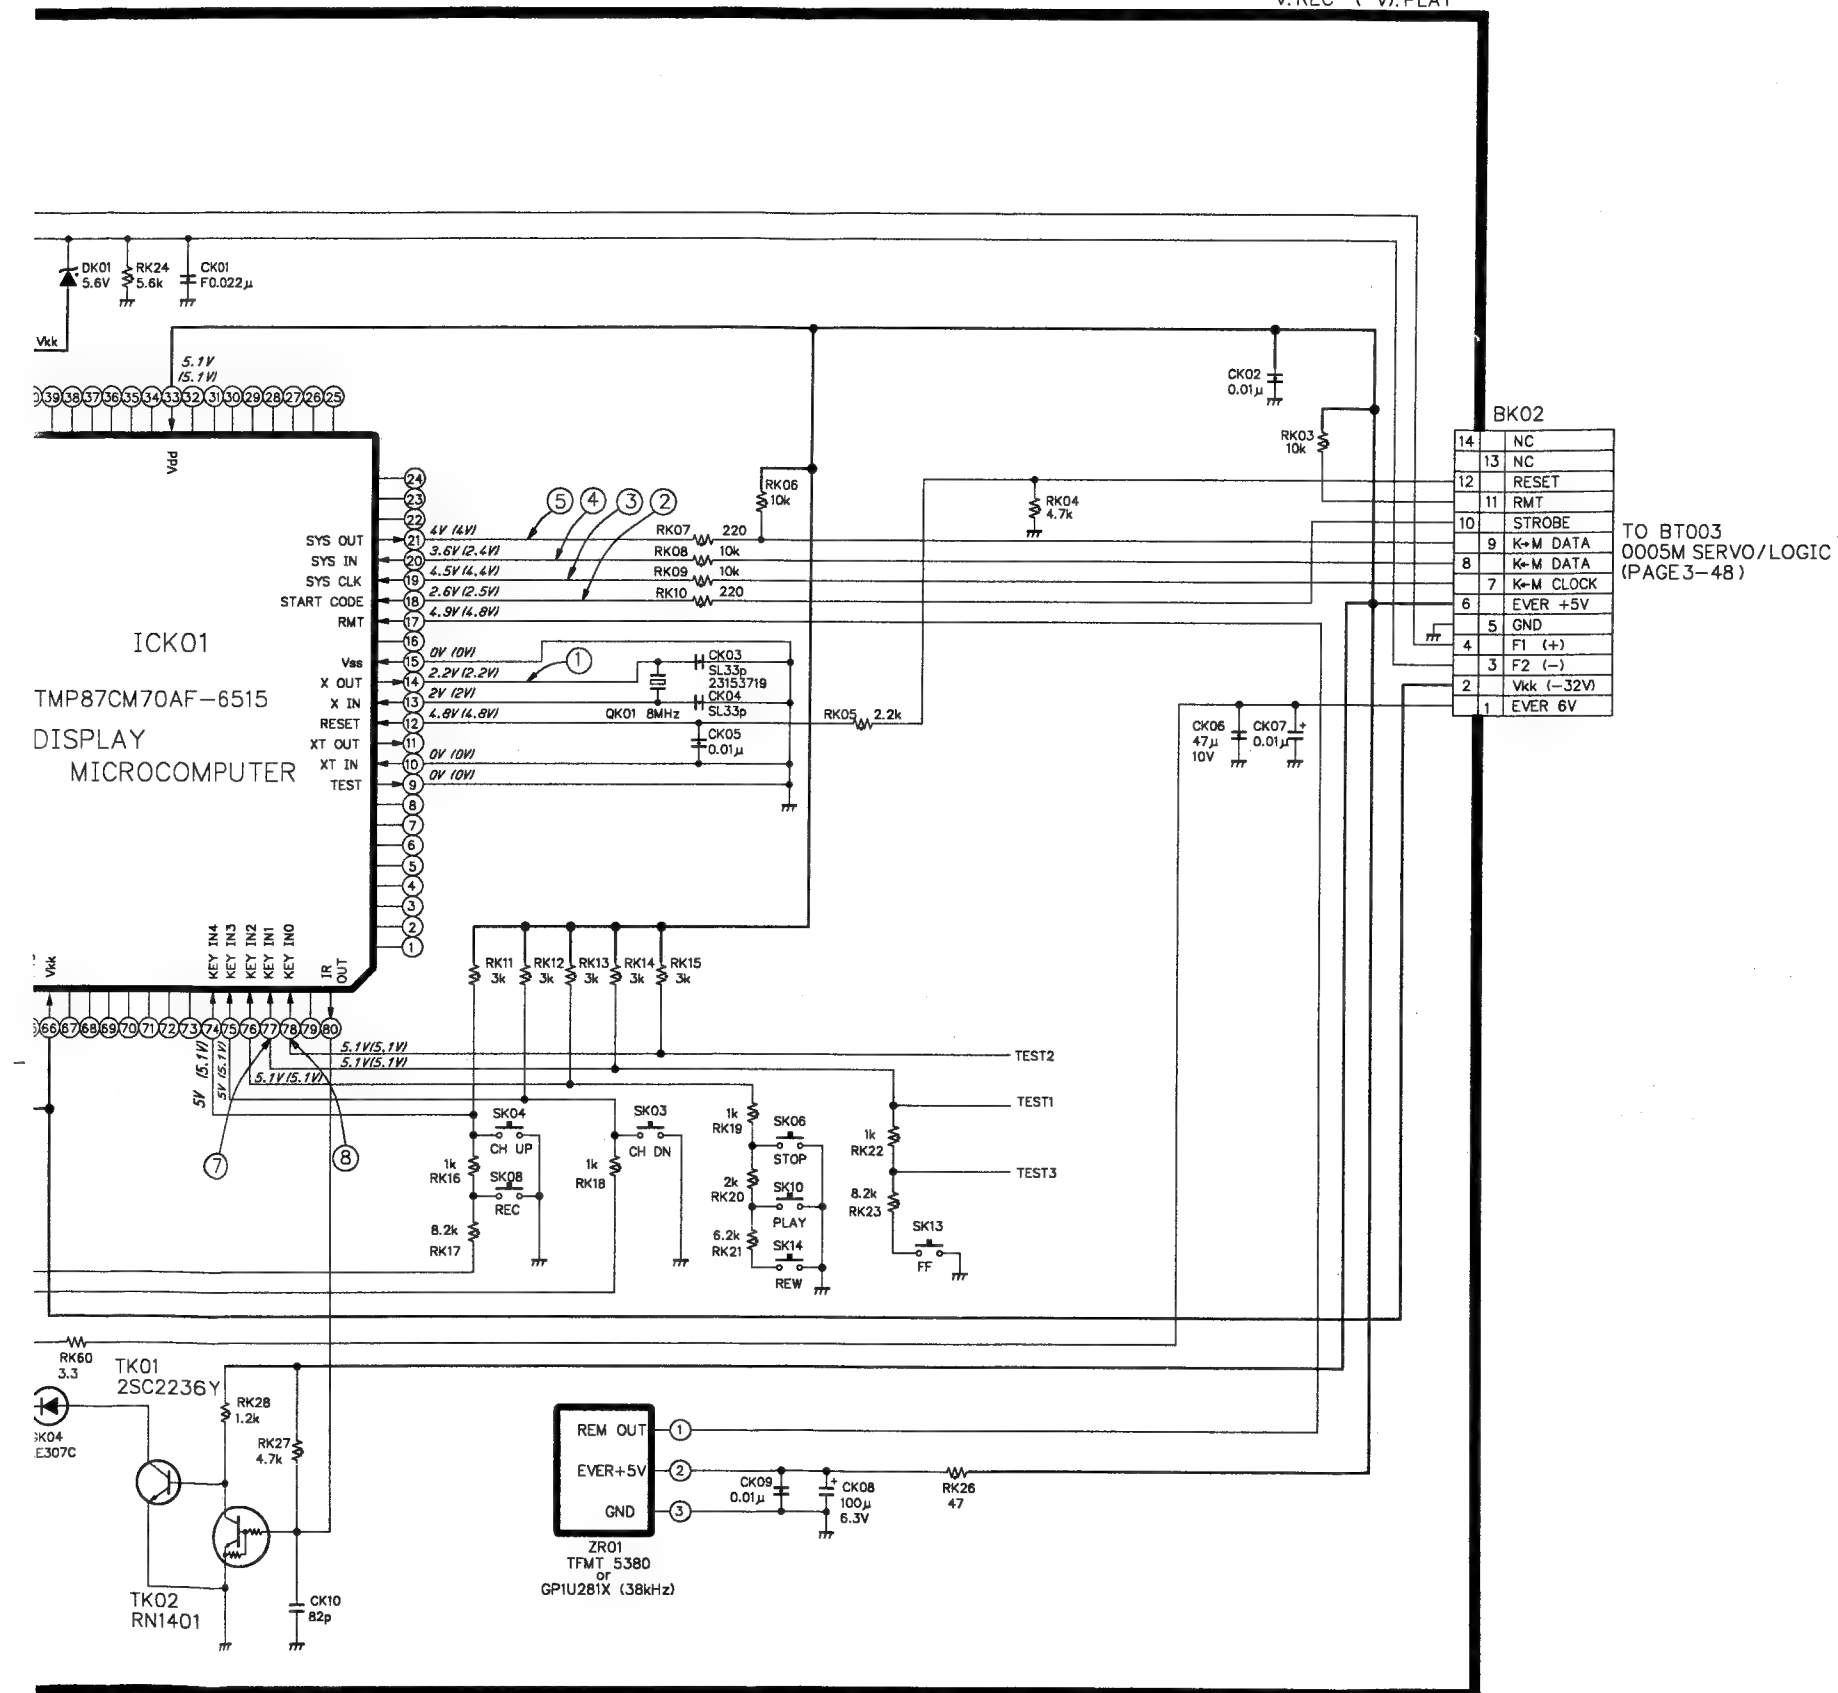 DK01
5.6V
RK24
5.6k
CK01
F0.022μ
Vkk
5.1V
(5.1V)
39 38 37 36 35 34 33 32 31 30 29 28 27 26 25
Vdd
CK02
0.01μ
RK03
10k
BK02
14 NC
13 NC
12 RESET
11 RMT
10 STROBE
9 K→M DATA
8 K←M DATA
7 K←M CLOCK
6 EVER +5V
5 GND
4 F1 (+)
3 F2 (-)
2 Vkk (-32V)
1 EVER 6V
TO BT003
0005M SERVO/LOGIC
(PAGE3-48)
RK06
10k
RK04
4.7k
5 4 3 2
24
23
22
SYS OUT 21 4V (4V) RK07 220
SYS IN 20 3.6V (2.4V) RK08 10k
SYS CLK 19 4.5V (4.4V) RK09 10k
START CODE 18 2.6V (2.5V) RK10 220
RMT 17 4.9V (4.8V)
16
Vss 15 0V (0V)
X OUT 14 2.2V (2.2V) 1
X IN 13 2V (2V)
RESET 12 4.8V (4.8V)
XT OUT 11
XT IN 10 0V (0V)
TEST 9 0V (0V)
8
7
6
5
4
3
2
1
ICK01
TMP87CM70AF-6515
DISPLAY
MICROCOMPUTER
CK03
SL33p
23153719
CK04
SL33p
QK01 8MHz
CK05
0.01μ
RK05 2.2k
CK06
47μ
10V
CK07
0.01μ
Vkk
KEY IN4
KEY IN3
KEY IN2
KEY IN1
KEY IN0
IR
OUT
66 67 68 69 70 71 72 73 74 75 76 77 78 79 80
RK11
3k
RK12
3k
RK13
3k
RK14
3k
RK15
3k
5V (5.1V)
5V (5.1V)
5.1V(5.1V)
5.1V(5.1V)
5.1V(5.1V)
TEST2
TEST1
TEST3
7
8
SK04
CH UP
1k
RK16
SK08
REC
8.2k
RK17
SK03
CH DN
1k
RK18
1k
RK19
SK06
STOP
2k
RK20
SK10
PLAY
6.2k
RK21
SK14
REW
1k
RK22
8.2k
RK23
SK13
FF
RK60
3.3
TK01
2SC2236Y
RK28
1.2k
RK27
4.7k
E307C
TK02
RN1401
CK10
82p
REM OUT 1
EVER+5V 2
GND 3
CK09
0.01μ
CK08
100μ
6.3V
RK26
47
ZR01
TFMT 5380
or
GP1U281X (38kHz)